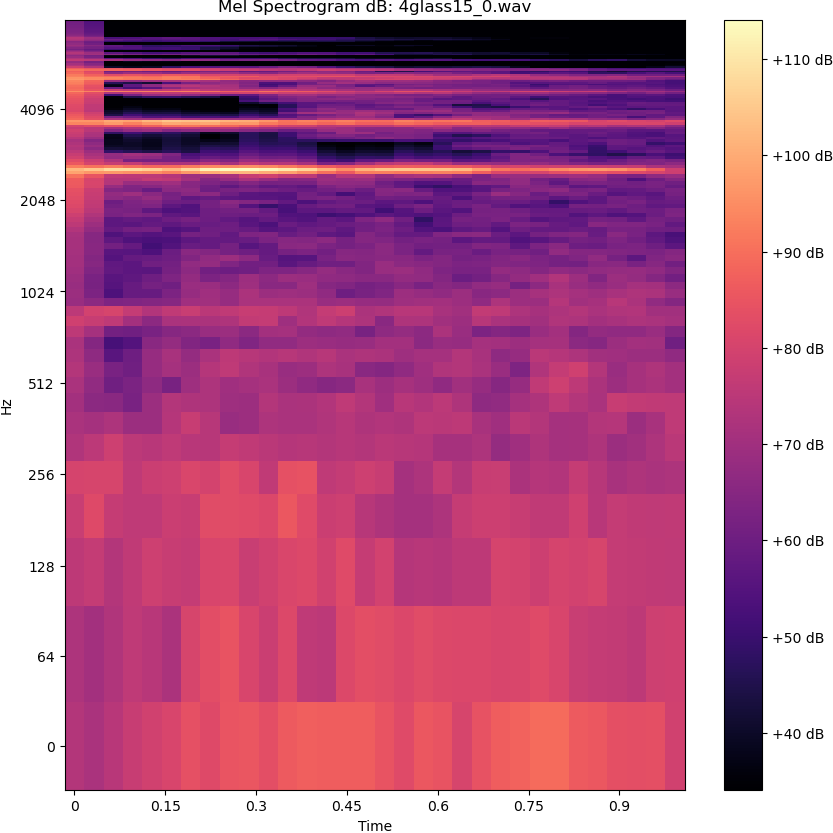 Mel Spectrogram dB: 4glass15_0.wav
4096
2048
1024
512
256
128
64
0
Hz
0
0.15
0.3
0.45
0.6
0.75
0.9
Time
+110 dB
+100 dB
+90 dB
+80 dB
+70 dB
+60 dB
+50 dB
+40 dB